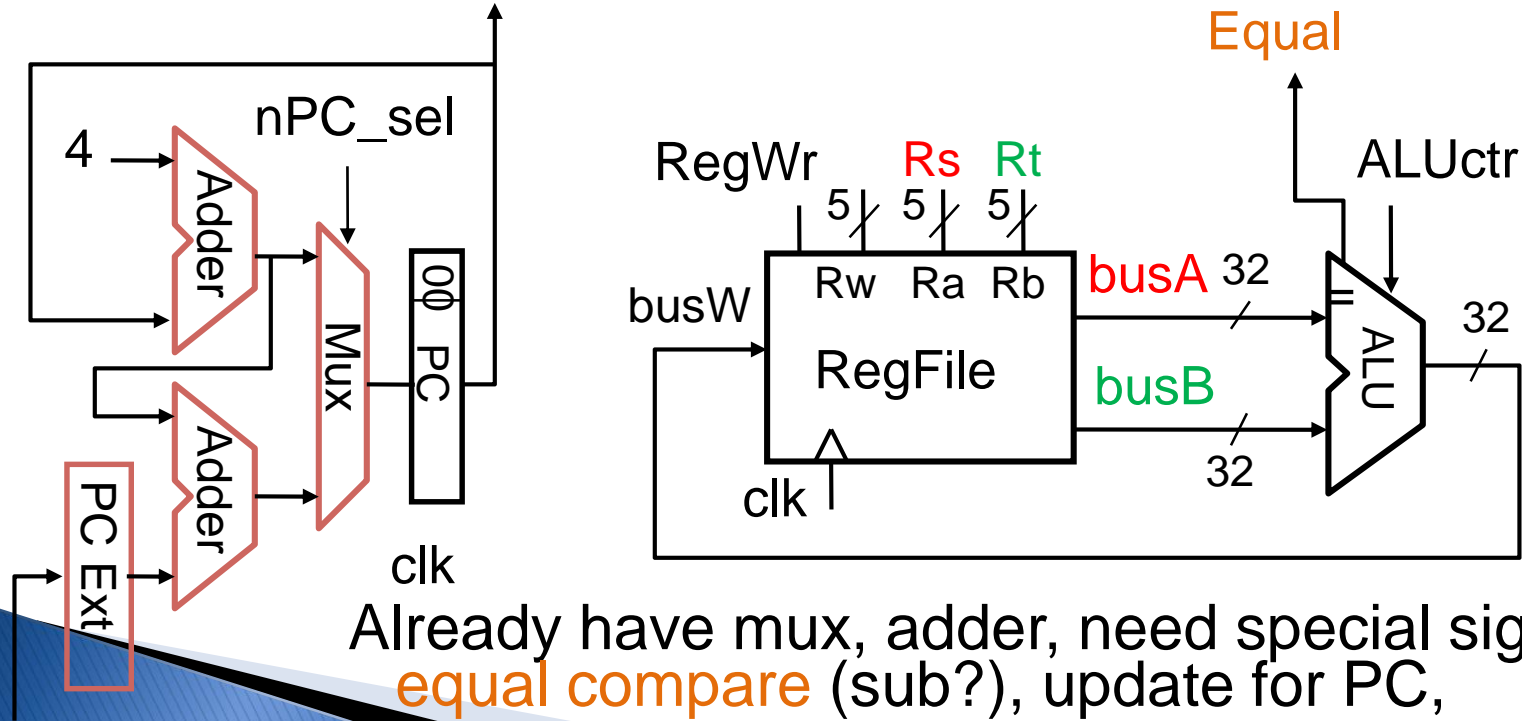 Equal
nPC_sel
4
Adder
RegWr
Rs
Rt
ALUctr
5
5
5
Rw
Ra
Rb
busA
32
=
busW
00
PC
Mux
RegFile
ALU
32
busB
32
Adder
PC Ext
clk
clk
Already have mux, adder, need special sig
equal compare (sub?), update for PC,